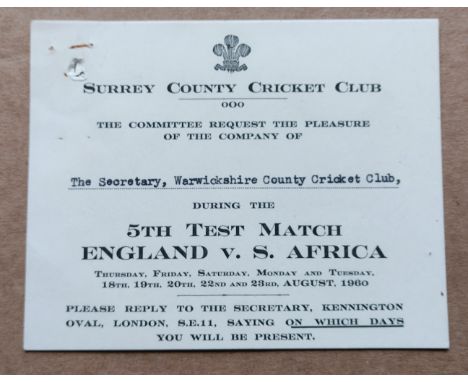 SURREY COUNTY CRICKET CLUB
OOO
THE COMMITTEE REQUEST THE PLEASURE
OF THE COMPANY OF
The Secretary, Warwickshire County Cricket Club,
DURING THE
5TH TEST MATCH
ENGLAND V. S. AFRICA
THURSDAY, FRIDAY, SATURDAY, MONDAY AND TUESDAY,
18TH, 19TH, 20TH, 22ND AND 23RD, AUGUST, 1960
PLEASE REPLY TO THE SECRETARY, KENNINGTON
OVAL, LONDON, S.E.11, SAYING ON WHICH DAYS
YOU WILL BE PRESENT.